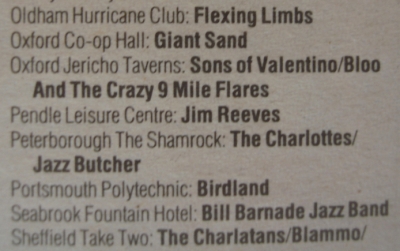 Oldham Hurricane Club: Flexing Limbs
Oxford Co-op Hall: Giant Sand
Oxford Jericho Taverns: Sons of Valentino/Bloo
And The Crazy 9 Mile Flares
Pendle Leisure Centre: Jim Reeves
Peterborough The Shamrock: The Charlottes/
Jazz Butcher
Portsmouth Polytechnic: Birdland
Seabrook Fountain Hotel: Bill Barnade Jazz Band
Sheffield Take Two: The Charlatans/Blammo/